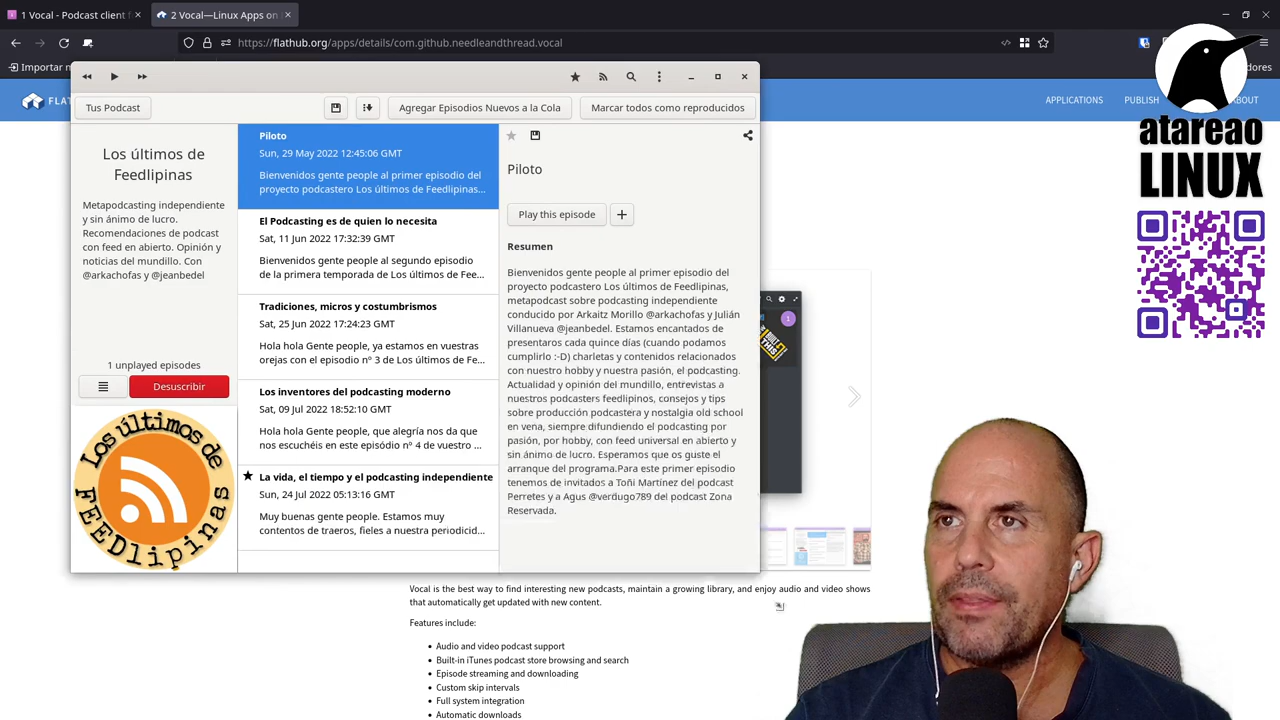 1 Vocal - Podcast client f
2 Vocal—Linux Apps on
https://flathub.org/apps/details/com.github.needleandthread.vocal
Importar m
dores
FLAT
APPLICATIONS
PUBLISH
ABOUT
Tus Podcast
Agregar Episodios Nuevos a la Cola
Marcar todos como reproducidos
Los últimos de
Feedlipinas
Metapodcasting independiente
y sin ánimo de lucro.
Recomendaciones de podcast
con feed en abierto. Opinión y
noticias del mundillo. Con
@arkachofas y @jeanbedel
1 unplayed episodes
Desuscribir
Los últimos de
FEEDlipinas
Piloto
Sun, 29 May 2022 12:45:06 GMT
Bienvenidos gente people al primer episodio del
proyecto podcastero Los últimos de Feedlipinas...
El Podcasting es de quien lo necesita
Sat, 11 Jun 2022 17:32:39 GMT
Bienvenidos gente people al segundo episodio
de la primera temporada de Los últimos de Fee...
Tradiciones, micros y costumbrismos
Sat, 25 Jun 2022 17:24:23 GMT
Hola hola Gente people, ya estamos en vuestras
orejas con el episodio nº 3 de Los últimos de Fe...
Los inventores del podcasting moderno
Sat, 09 Jul 2022 18:52:10 GMT
Hola hola Gente people, que alegría nos da que
nos escuchéis en este episódio nº 4 de vuestro ...
La vida, el tiempo y el podcasting independiente
Sun, 24 Jul 2022 05:13:16 GMT
Muy buenas gente people. Estamos muy
contentos de traeros, fieles a nuestra periodicid...
Piloto
Play this episode
Resumen
Bienvenidos gente people al primer episodio del
proyecto podcastero Los últimos de Feedlipinas,
metapodcast sobre podcasting independiente
conducido por Arkaitz Morillo @arkachofas y Julián
Villanueva @jeanbedel. Estamos encantados de
presentaros cada quince días (cuando podamos
cumplirlo :-D) charletas y contenidos relacionados
con nuestro hobby y nuestra pasión, el podcasting.
Actualidad y opinión del mundillo, entrevistas a
nuestros podcasters feedlipinos, consejos y tips
sobre producción podcastera y nostalgia old school
en vena, siempre difundiendo el podcasting por
pasión, por hobby, con feed universal en abierto y
sin ánimo de lucro. Esperamos que os guste el
arranque del programa.Para este primer episodio
tenemos de invitados a Toñi Martínez del podcast
Perretes y a Agus @verdugo789 del podcast Zona
Reservada.
1
BUILT
THIS
atareao
LINUX
Vocal is the best way to find interesting new podcasts, maintain a growing library, and enjoy audio and video shows
that automatically get updated with new content.
Features include:
• Audio and video podcast support
• Built-in iTunes podcast store browsing and search
• Episode streaming and downloading
• Custom skip intervals
• Full system integration
• Automatic downloads